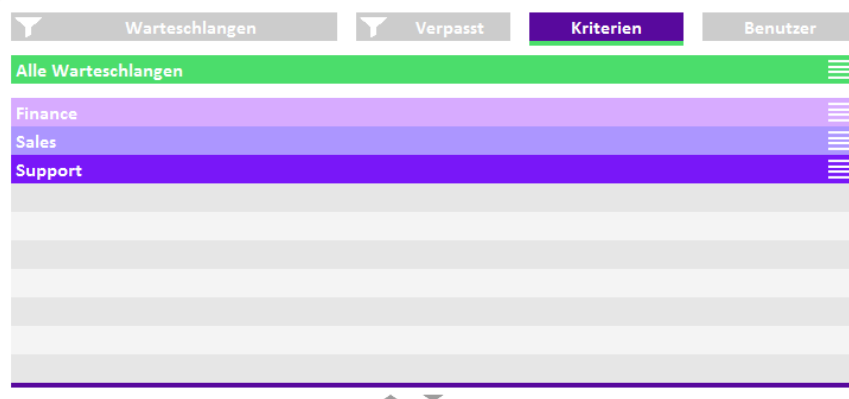 Warteschlangen Verpasst Kriterien Benutzer
Alle Warteschlangen
Finance
Sales
Support